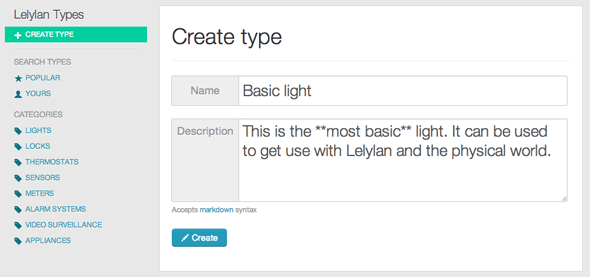 Lelylan Types
CREATE TYPE
SEARCH TYPES
POPULAR
YOURS
CATEGORIES
LIGHTS
LOCKS
THERMOSTATS
SENSORS
METERS
ALARM SYSTEMS
VIDEO SURVEILLANCE
APPLIANCES
Create type
Name
Basic light
Description
This is the **most basic** light. It can be used
to get use with Lelylan and the physical world.
Accepts markdown syntax
Create